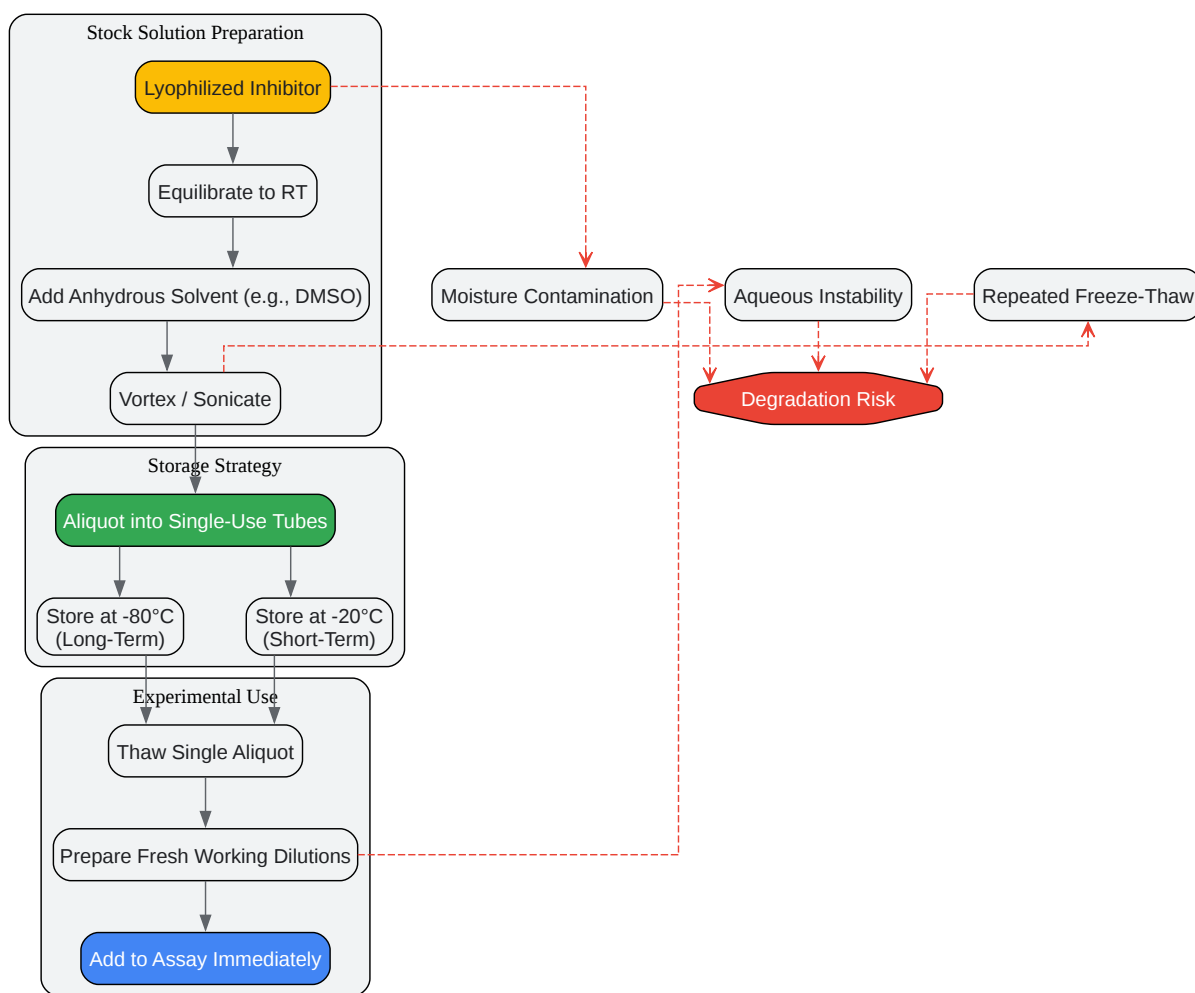 Stock Solution Preparation
Lyophilized Inhibitor
Equilibrate to RT
Add Anhydrous Solvent (e.g., DMSO)
Moisture Contamination
Aqueous Instability
Repeated Freeze-Thaw
Vortex / Sonicate
Degradation Risk
Storage Strategy
Aliquot into Single-Use Tubes
Store at -80°C
(Long-Term)
Store at -20°C
(Short-Term)
Experimental Use
Thaw Single Aliquot
Prepare Fresh Working Dilutions
Add to Assay Immediately